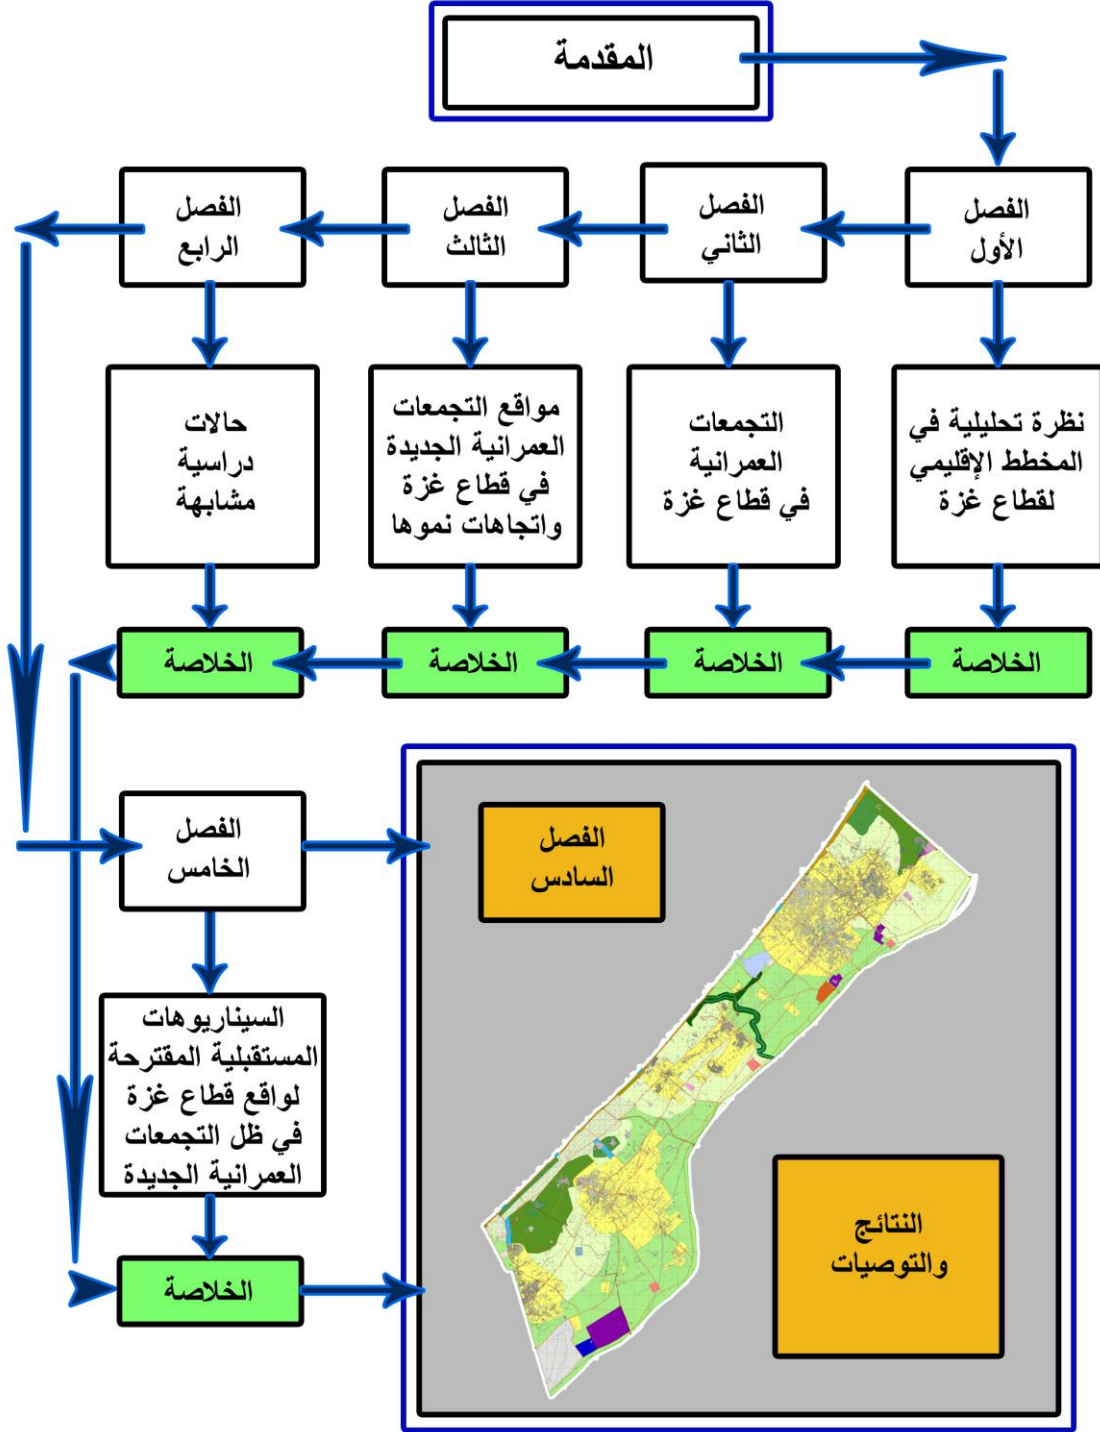 المقدمة
الفصل
الأول
الفصل
الثاني
الفصل
الثالث
الفصل
الرابع
نظرة تحليلية في
المخطط الإقليمي
لقطاع غزة
التجمعات
العمرانية
في قطاع غزة
مواقع التجمعات
العمرانية الجديدة
في قطاع غزة
واتجاهات نموها
حالات
دراسية
مشابهة
الخلاصة
الخلاصة
الخلاصة
الخلاصة
الفصل
الخامس
السيناريوهات
المستقبلية المقترحة
لواقع قطاع غزة
في ظل التجمعات
العمرانية الجديدة
الخلاصة
الفصل
السادس
النتائج
والتوصيات